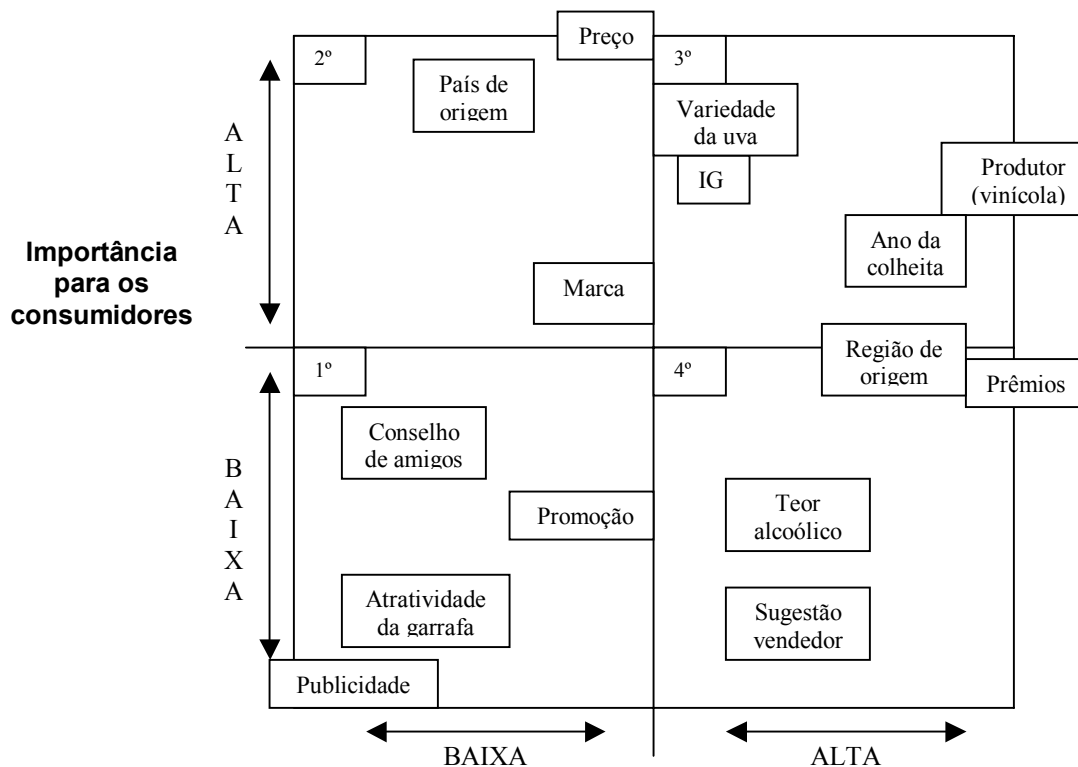 Preço
2º
3º
País de
origem
Variedade
da uva
IG
Produtor
(vinícola)
Ano da
colheita
Marca
A
L
T
A
Importância
para os
consumidores
1º
4º
Região de
origem
Prêmios
Conselho
de amigos
Promoção
Teor
alcoólico
Atratividade
da garrafa
Sugestão
vendedor
Publicidade
B
A
I
X
A
BAIXA
ALTA